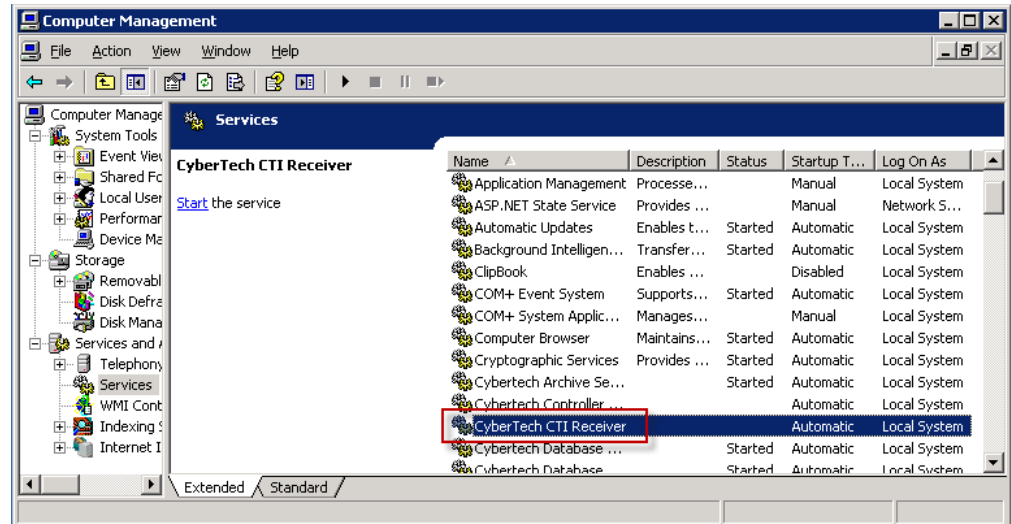 Computer Management
File Action View Window Help
Computer Manage
System Tools
Event View
Shared Fo
Local User
Performan
Device Ma
Storage
Removabl
Disk Defra
Disk Mana
Services and A
Telephony
Services
WMI Cont
Indexing S
Internet I
Services
CyberTech CTI Receiver
Start the service
Name Description Status Startup T... Log On As
Application Management Processe... Manual Local System
ASP.NET State Service Provides ... Manual Network S...
Automatic Updates Enables t... Started Automatic Local System
Background Intelligen... Transfer... Started Automatic Local System
ClipBook Enables ... Disabled Local System
COM+ Event System Supports... Started Automatic Local System
COM+ System Applic... Manages... Manual Local System
Computer Browser Maintains... Started Automatic Local System
Cryptographic Services Provides ... Started Automatic Local System
Cybertech Archive Se... Started Automatic Local System
Cybertech Controller ... Automatic Local System
CyberTech CTI Receiver Automatic Local System
Cybertech Database ... Started Automatic Local System
Cybertech Database Started Automatic Local System
Extended Standard